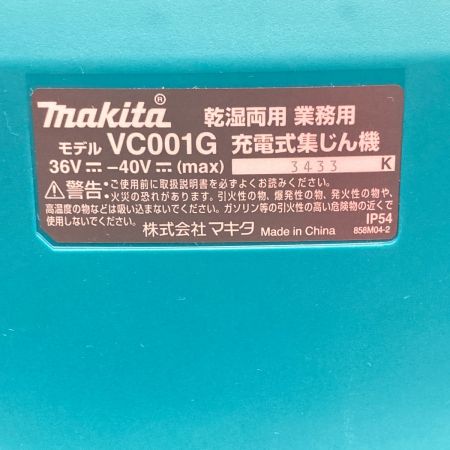 makita® 乾湿両用 業務用
モデル VC001G 充電式集じん機
36V⎓-40V⎓(max) 3433 K
⚠警告:・ご使用前に取扱説明書を必ずよくお読みください。
・火災の恐れがあります。引火性の物、爆発性の物、発火性の物や、
高温度の物などは吸い込まないでください。ガソリン等の引火性の高い危険物の近くで
使用しないでください。 IP54
株式会社マキタ Made in China 858M04-2